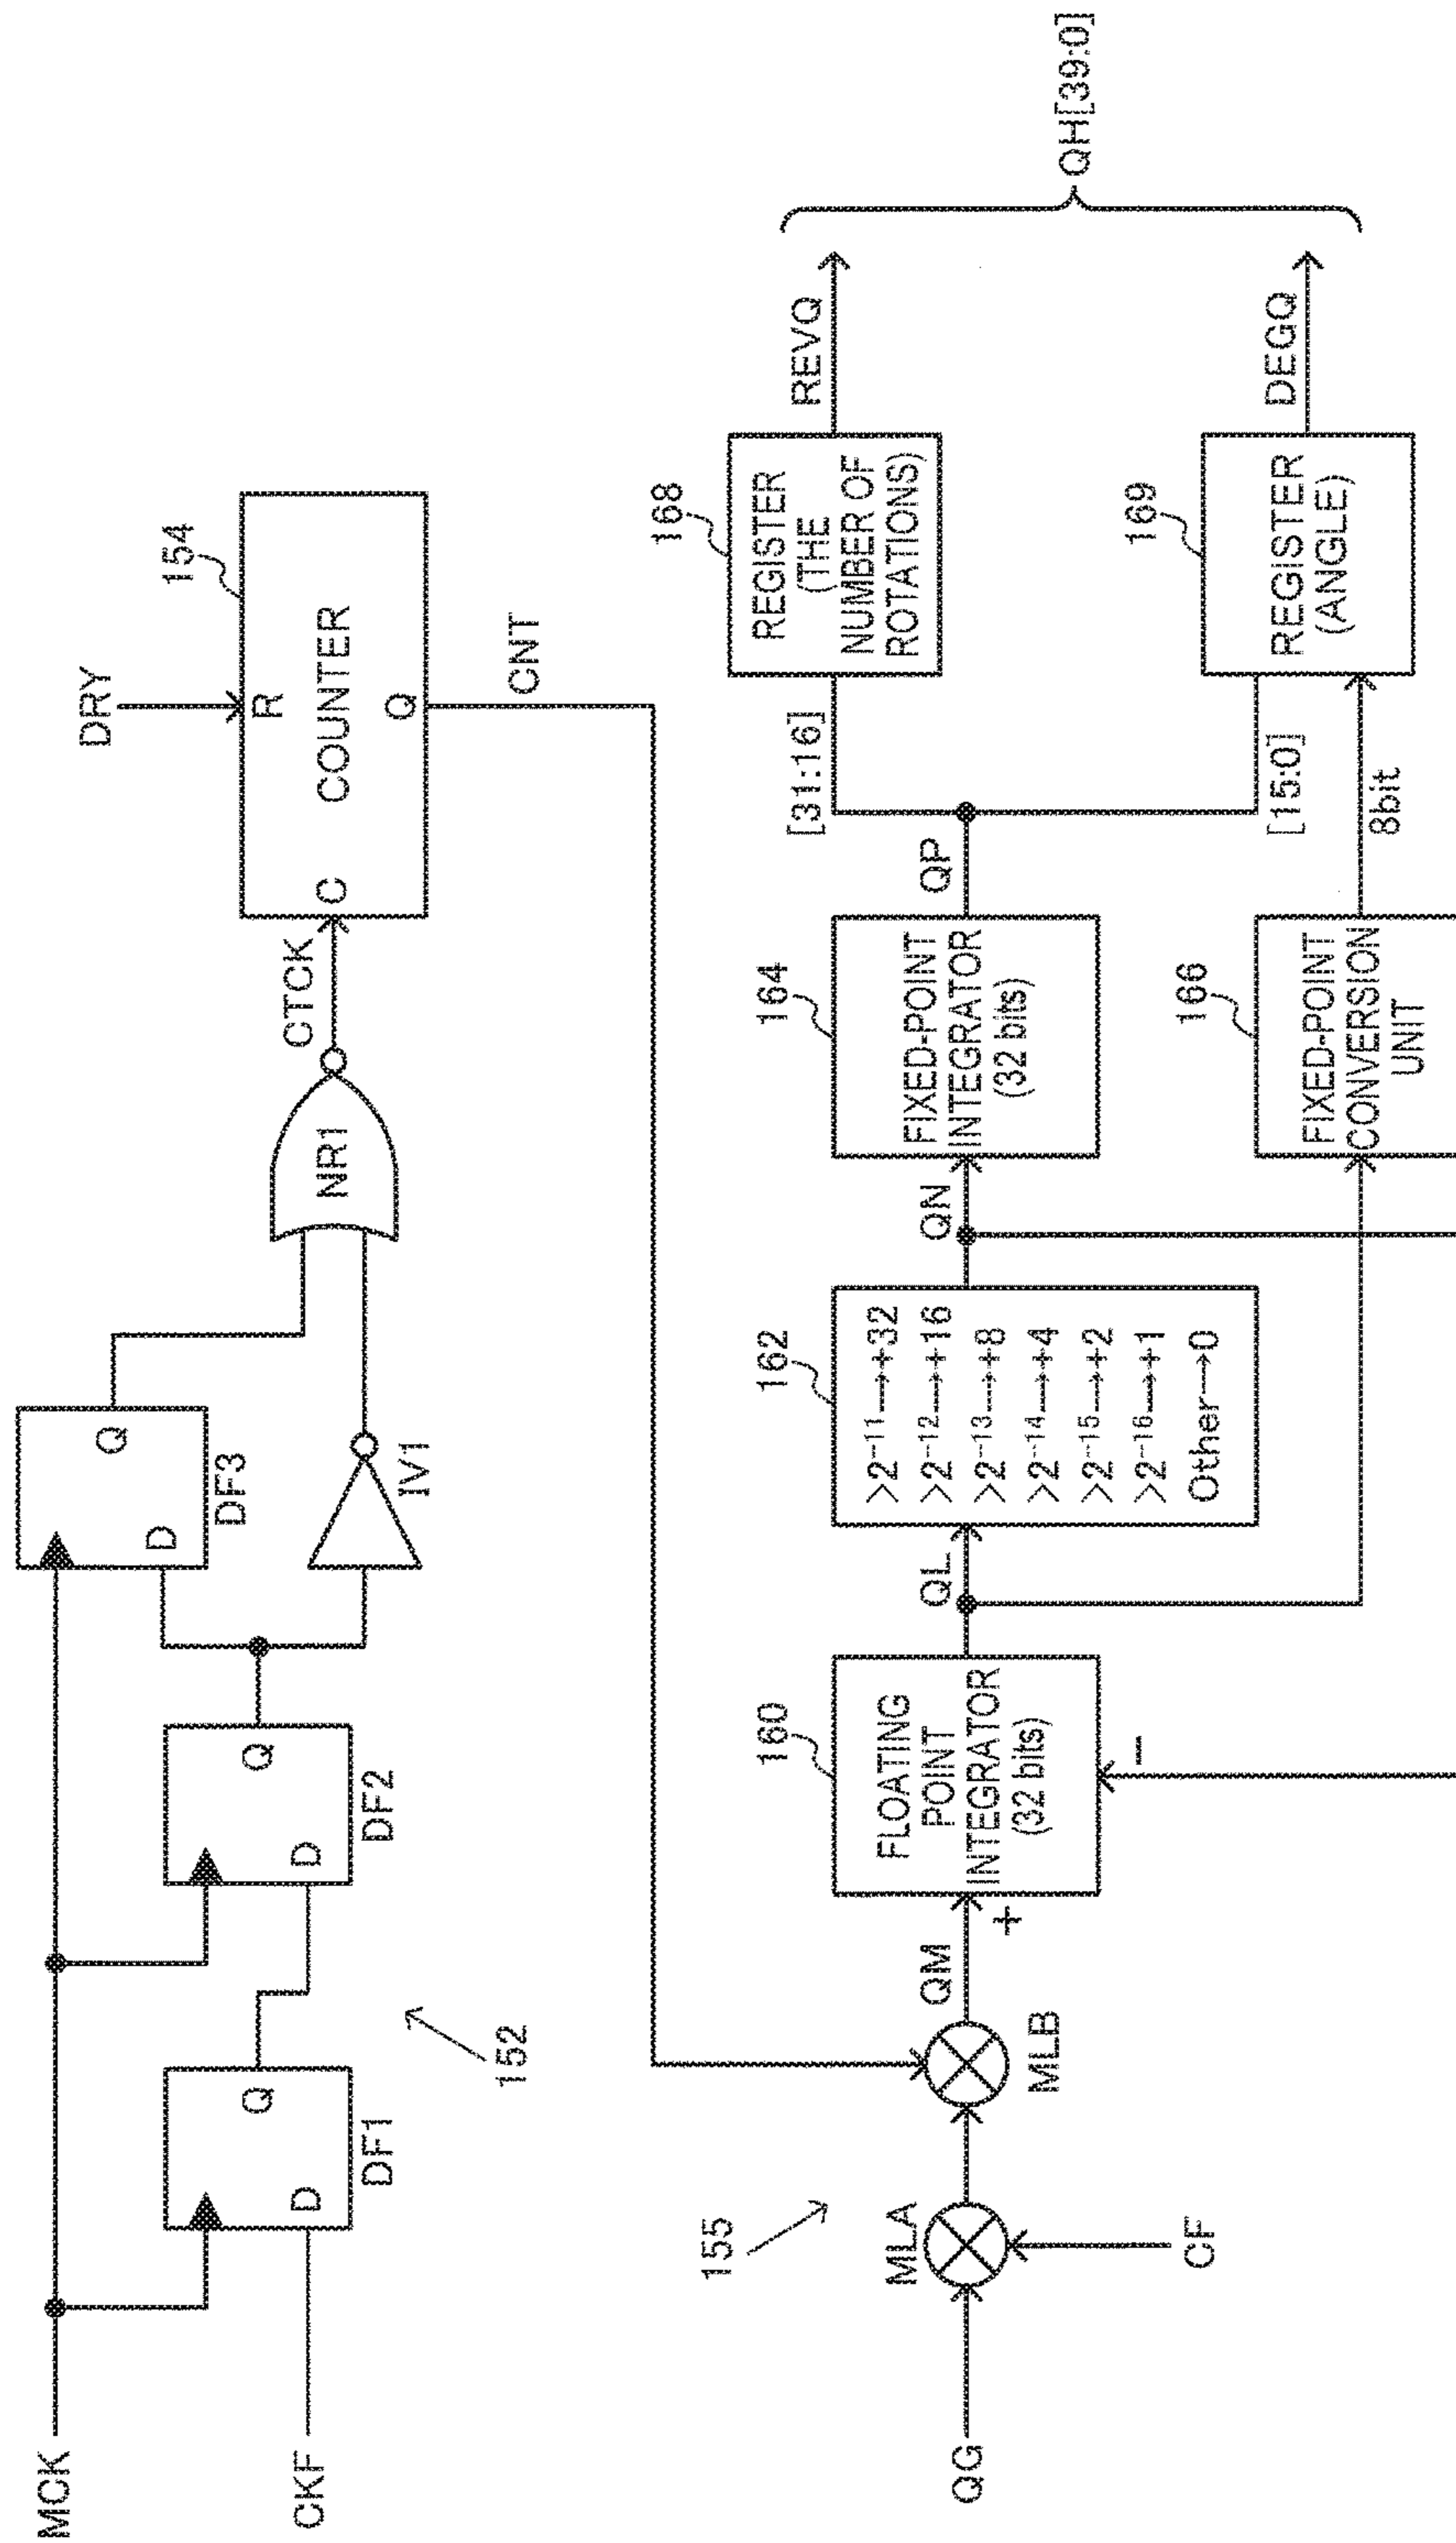 MCK
CKF
D
Q
DF1
D
Q
DF2
D
Q
DF3
IV1
NR1
CTCK
DRY
R
C
COUNTER
Q
154
CNT
152
155
QG
MLA
CF
MLB
QM
+
−
160
FLOATING
POINT
INTEGRATOR
(32 bits)
QL
162
>2⁻¹¹→+32
>2⁻¹²→+16
>2⁻¹³→+8
>2⁻¹⁴→+4
>2⁻¹⁵→+2
>2⁻¹⁶→+1
Other→0
QN
164
FIXED-POINT
INTEGRATOR
(32 bits)
QP
166
FIXED-POINT
CONVERSION
UNIT
[31:16]
[15:0]
8bit
168
REGISTER
(THE
NUMBER OF
ROTATIONS)
REVQ
169
REGISTER
(ANGLE)
DEGQ
QH[39:0]